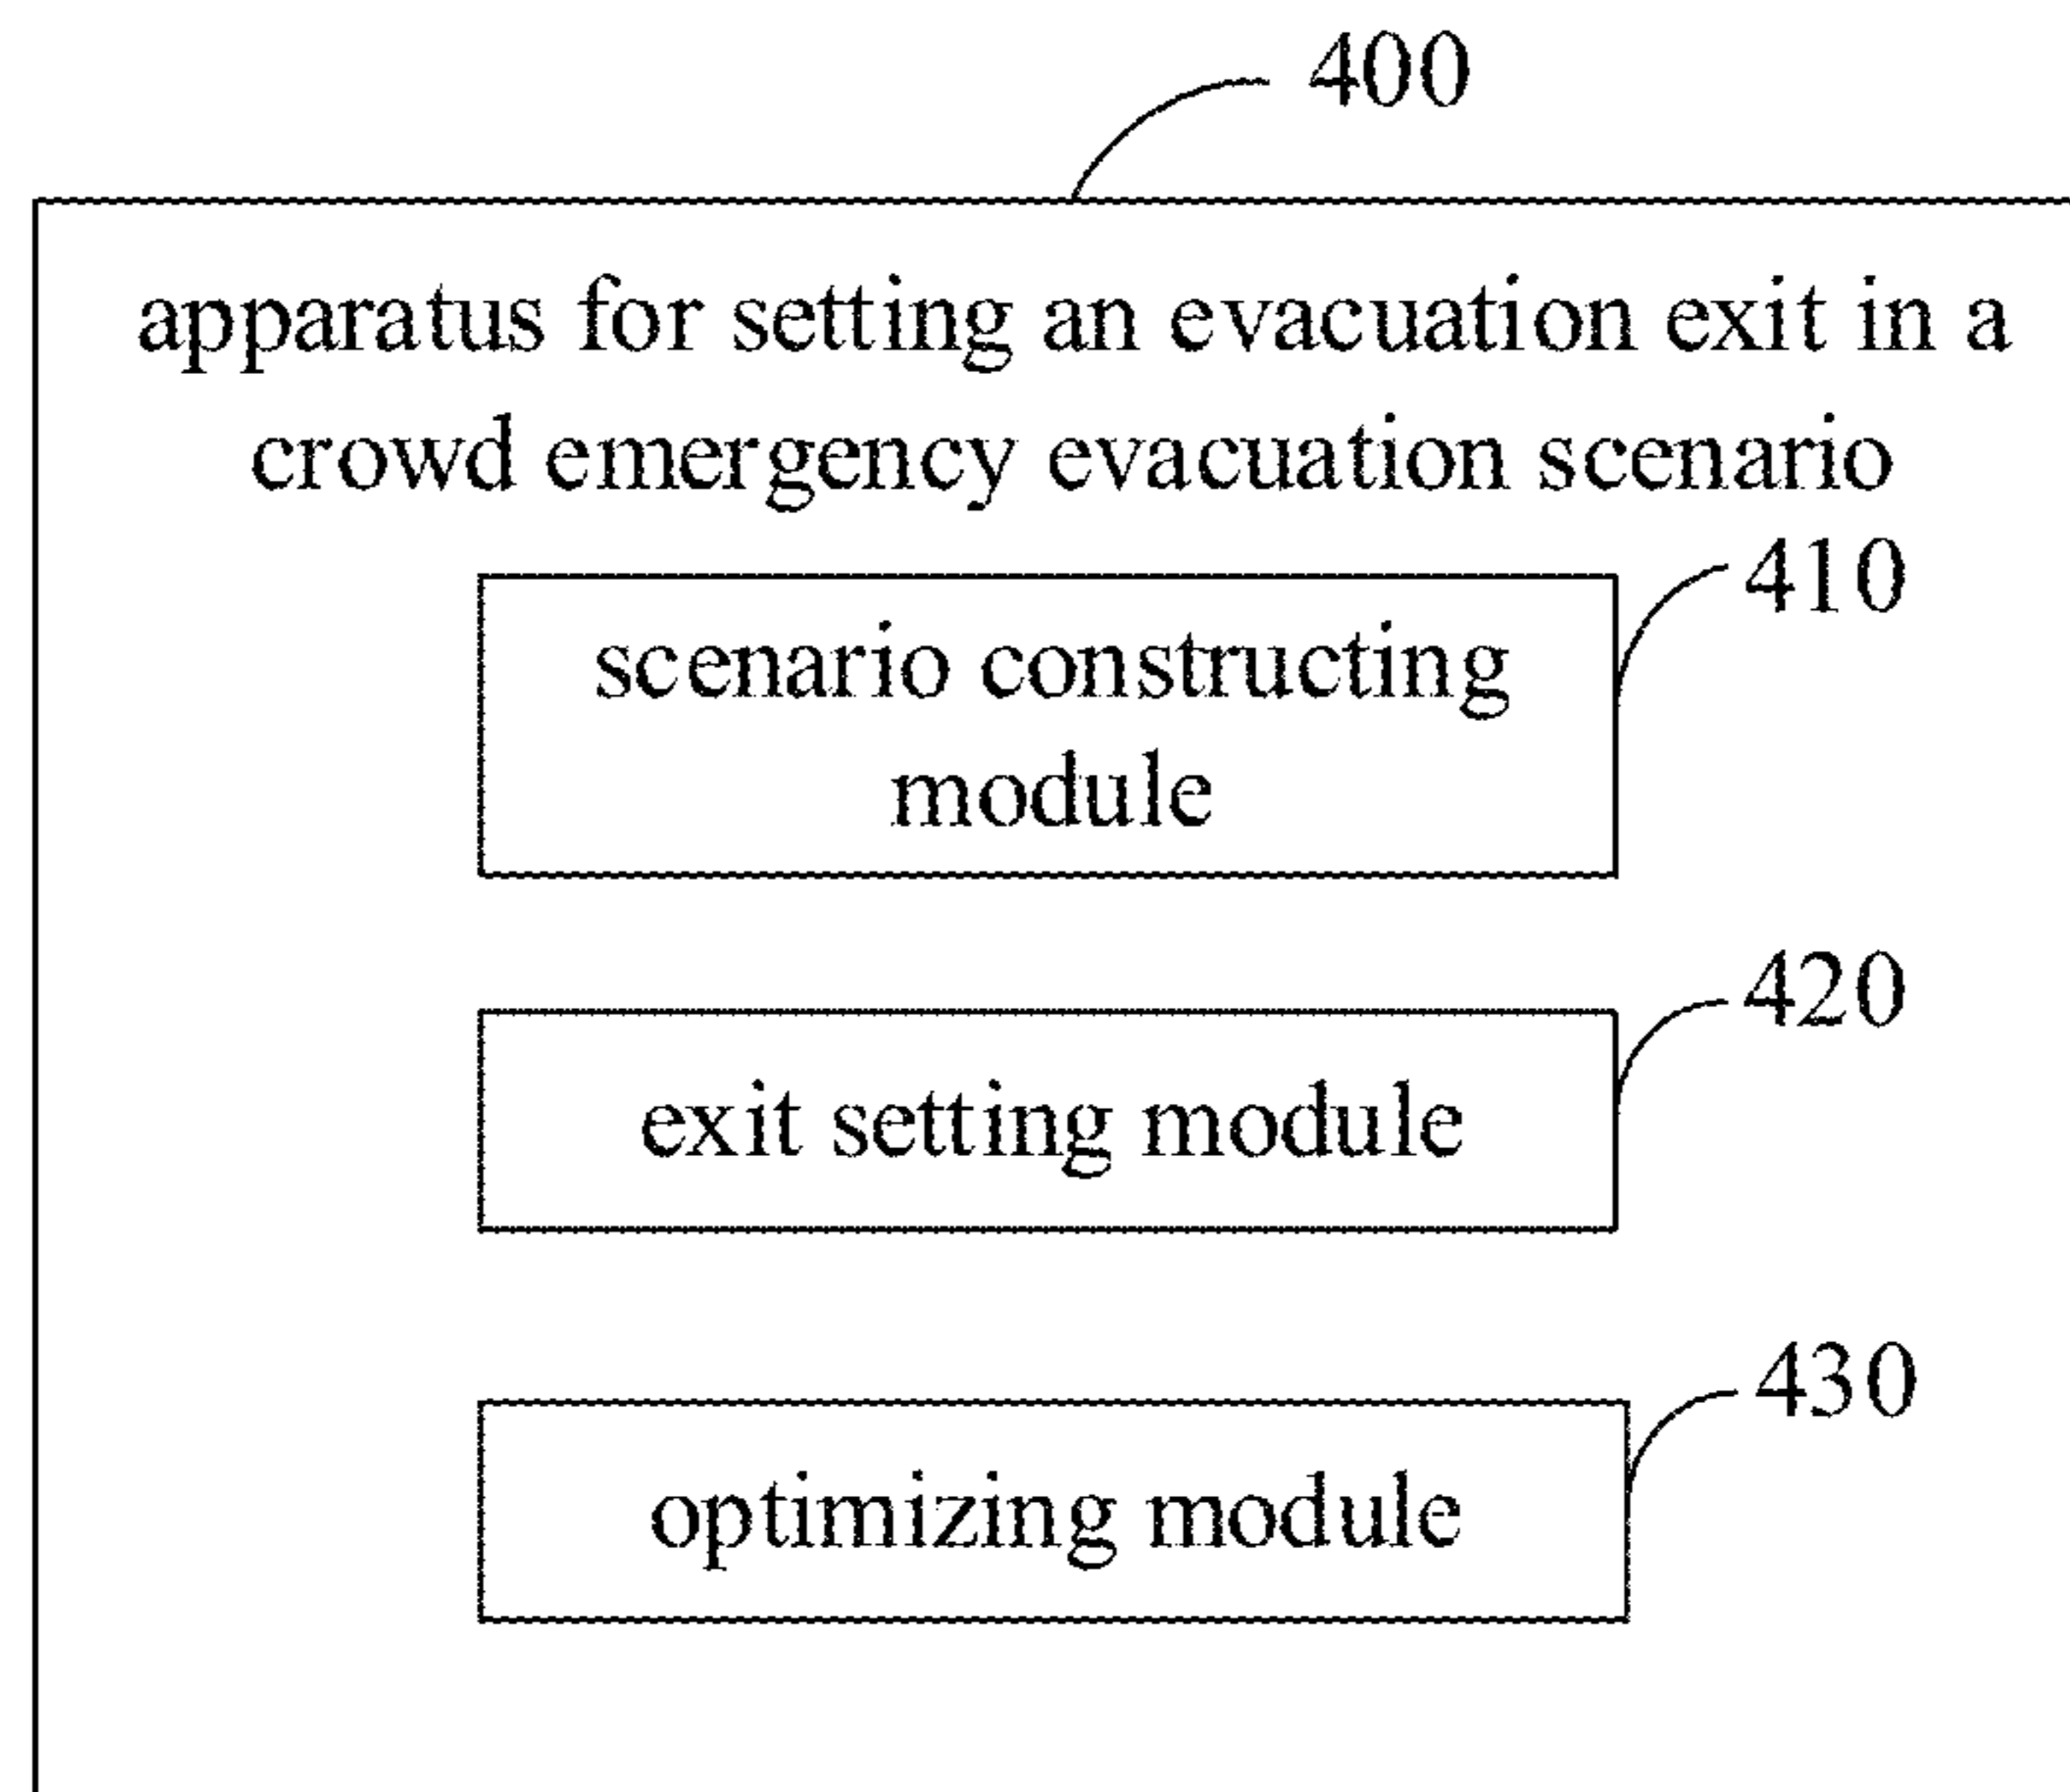 400
apparatus for setting an evacuation exit in a
crowd emergency evacuation scenario
410
scenario constructing
module
420
exit setting module
430
optimizing module